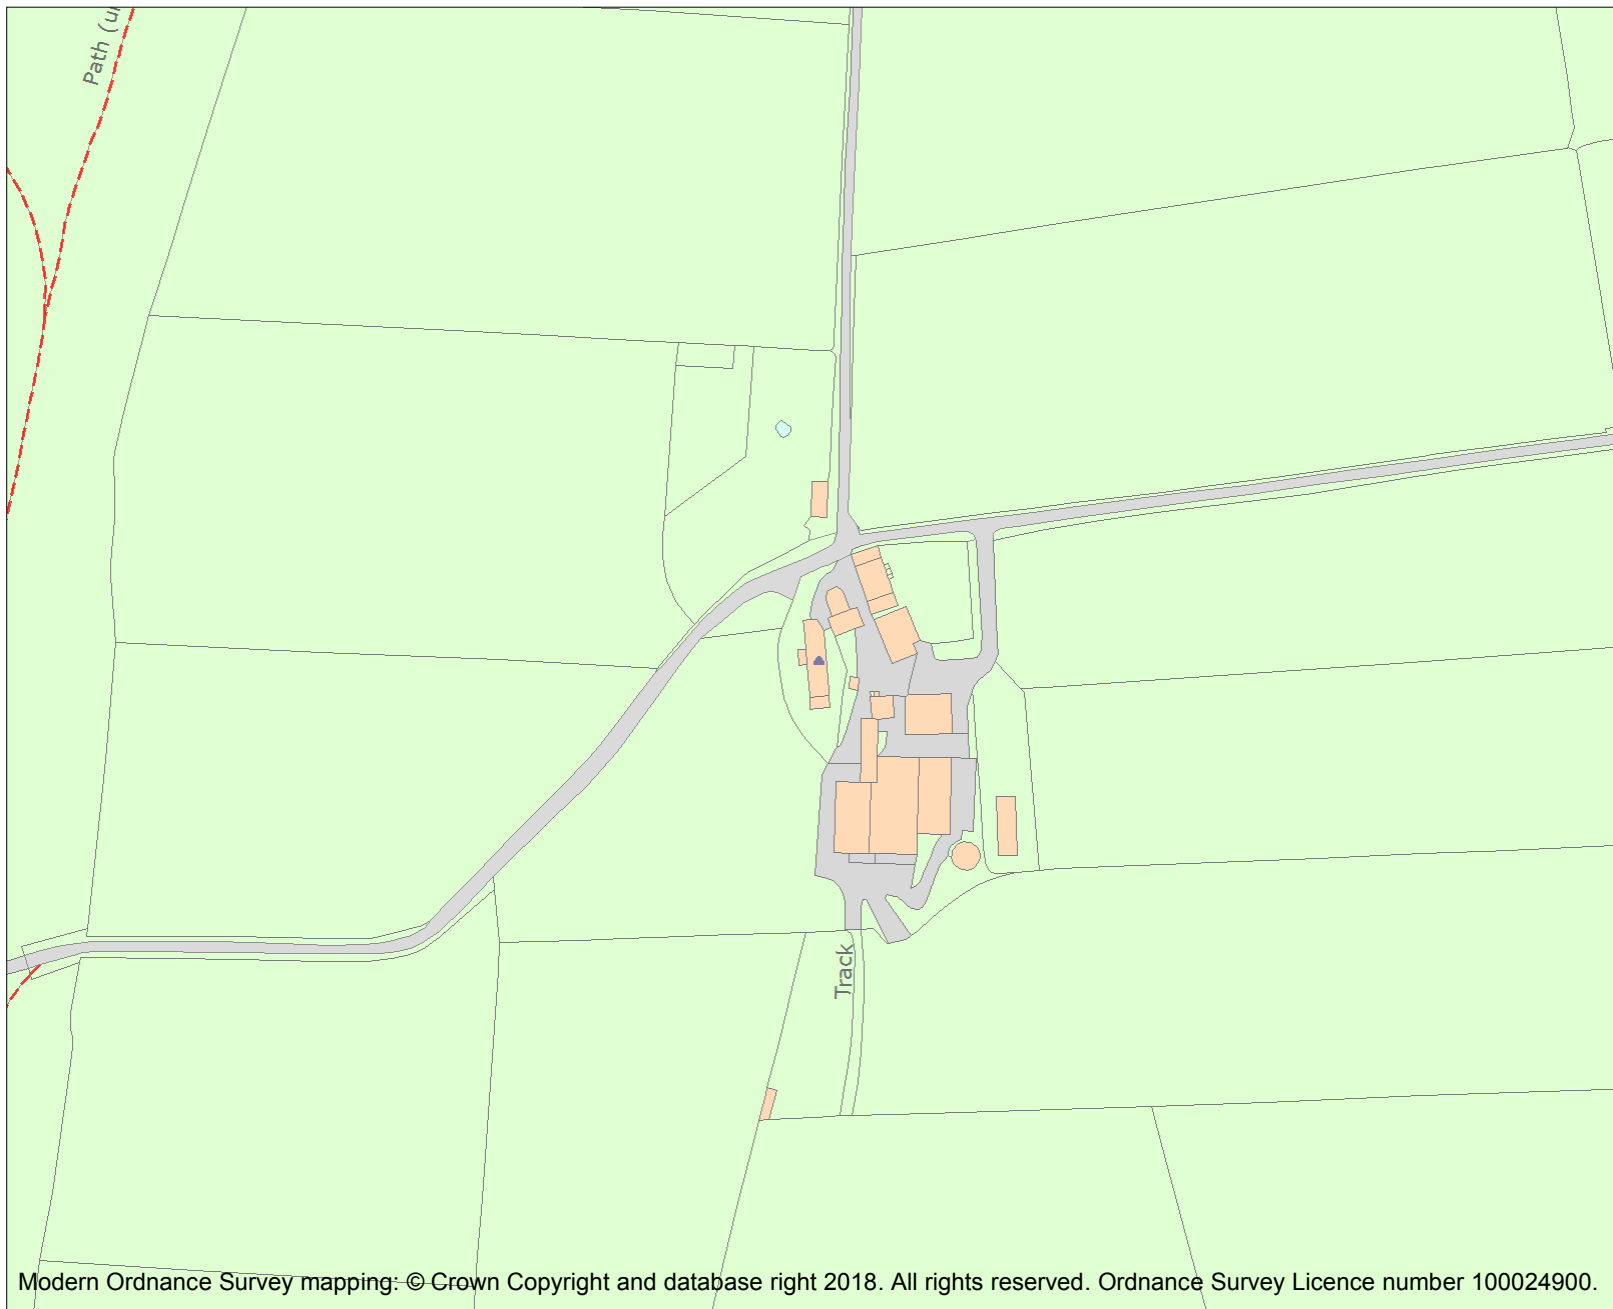 Path (u
Track
Modern Ordnance Survey mapping: © Crown Copyright and database right 2018. All rights reserved. Ordnance Survey Licence number 100024900.